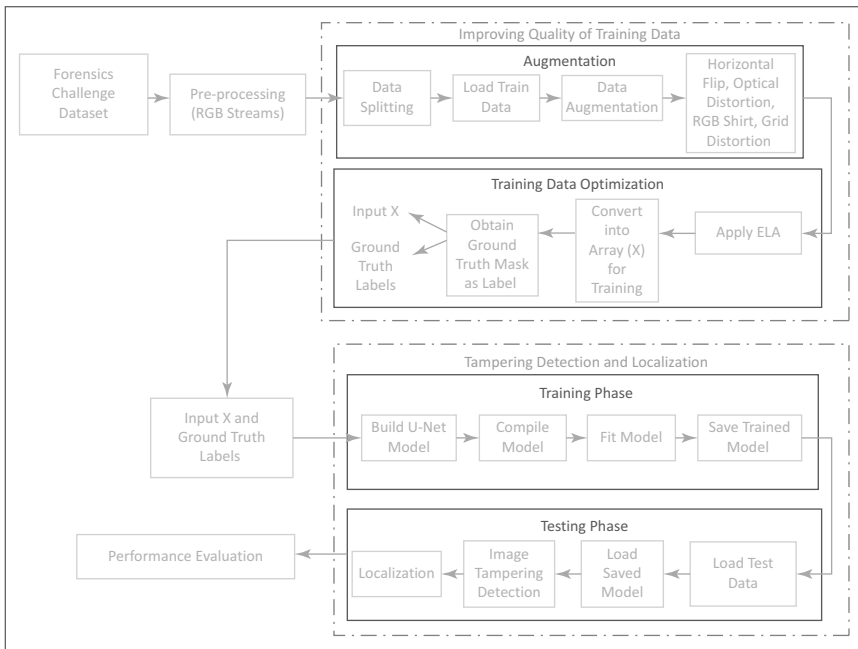 Improving Quality of Training Data
Augmentation
Forensics
Challenge
Dataset
Pre-processing
(RGB Streams)
Data
Splitting
Load Train
Data
Data
Augmentation
Horizontal
Flip, Optical
Distortion,
RGB Shirt, Grid
Distortion
Training Data Optimization
Input X
Ground
Truth
Labels
Obtain
Ground
Truth Mask
as Label
Convert
into
Array (X)
for
Training
Apply ELA
Tampering Detection and Localization
Training Phase
Input X and
Ground Truth
Labels
Build U-Net
Model
Compile
Model
Fit Model
Save Trained
Model
Testing Phase
Performance Evaluation
Localization
Image
Tampering
Detection
Load
Saved
Model
Load Test
Data